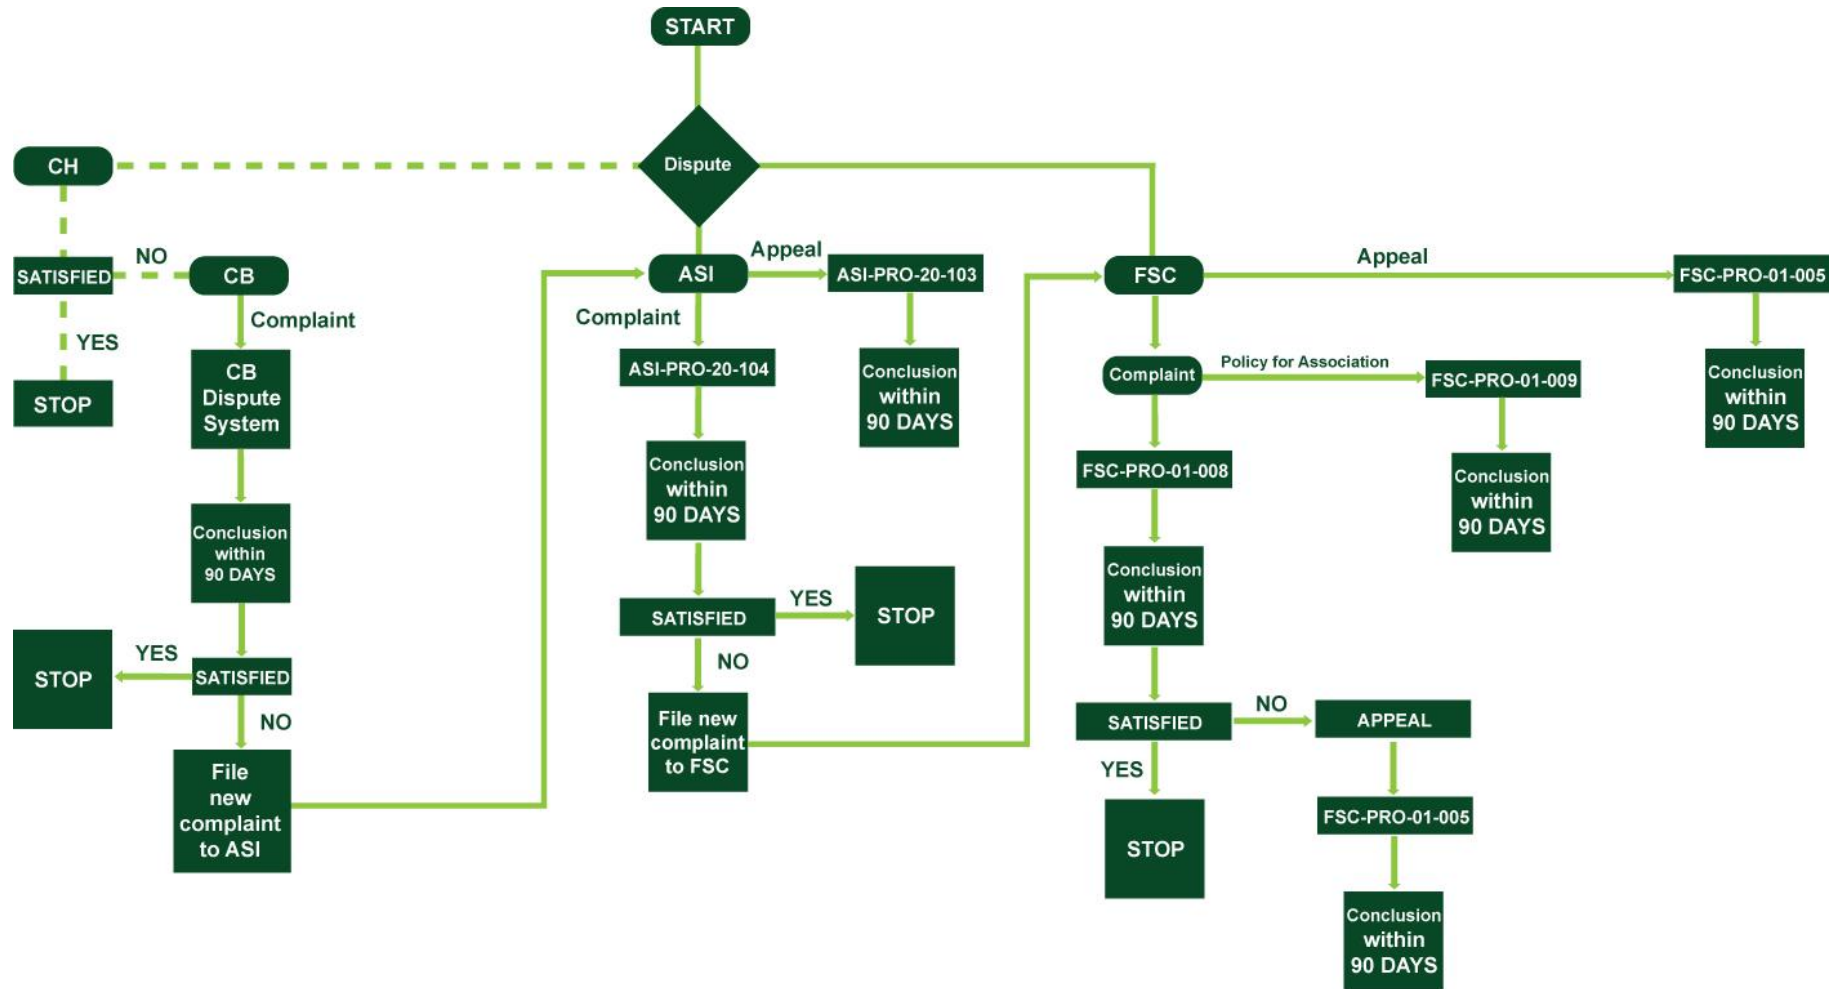 START
Dispute
CH
SATISFIED
NO
YES
STOP
CB
Complaint
CB
Dispute
System
Conclusion
within
90 DAYS
SATISFIED
YES
STOP
NO
File
new
complaint
to ASI
ASI
Appeal
ASI-PRO-20-103
Conclusion
within
90 DAYS
Complaint
ASI-PRO-20-104
Conclusion
within
90 DAYS
SATISFIED
YES
STOP
NO
File new
complaint
to FSC
FSC
Appeal
FSC-PRO-01-005
Conclusion
within
90 DAYS
Complaint
Policy for Association
FSC-PRO-01-009
Conclusion
within
90 DAYS
FSC-PRO-01-008
Conclusion
within
90 DAYS
SATISFIED
YES
STOP
NO
APPEAL
FSC-PRO-01-005
Conclusion
within
90 DAYS